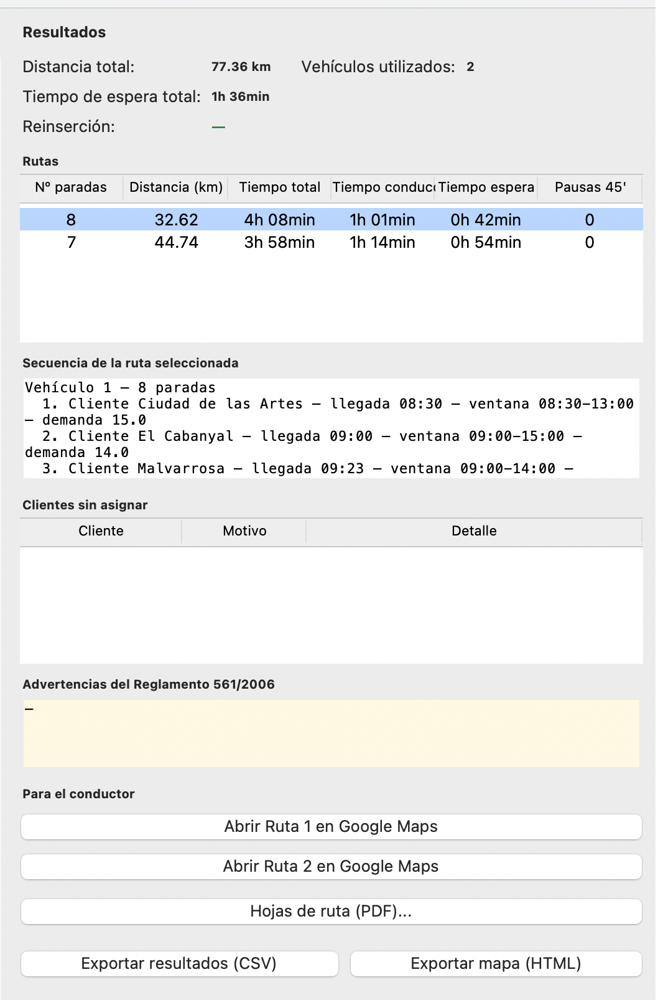 Resultados
Distancia total: 77.36 km Vehículos utilizados: 2
Tiempo de espera total: 1h 36min
Reinserción: —
Rutas
Nº paradas Distancia (km) Tiempo total Tiempo conduc Tiempo espera Pausas 45'
8 32.62 4h 08min 1h 01min 0h 42min 0
7 44.74 3h 58min 1h 14min 0h 54min 0
Secuencia de la ruta seleccionada
Vehículo 1 — 8 paradas
1. Cliente Ciudad de las Artes — llegada 08:30 — ventana 08:30–13:00
— demanda 15.0
2. Cliente El Cabanyal — llegada 09:00 — ventana 09:00–15:00 —
demanda 14.0
3. Cliente Malvarrosa — llegada 09:23 — ventana 09:00–14:00 —
Clientes sin asignar
Cliente Motivo Detalle
Advertencias del Reglamento 561/2006
—
Para el conductor
Abrir Ruta 1 en Google Maps
Abrir Ruta 2 en Google Maps
Hojas de ruta (PDF)...
Exportar resultados (CSV) Exportar mapa (HTML)